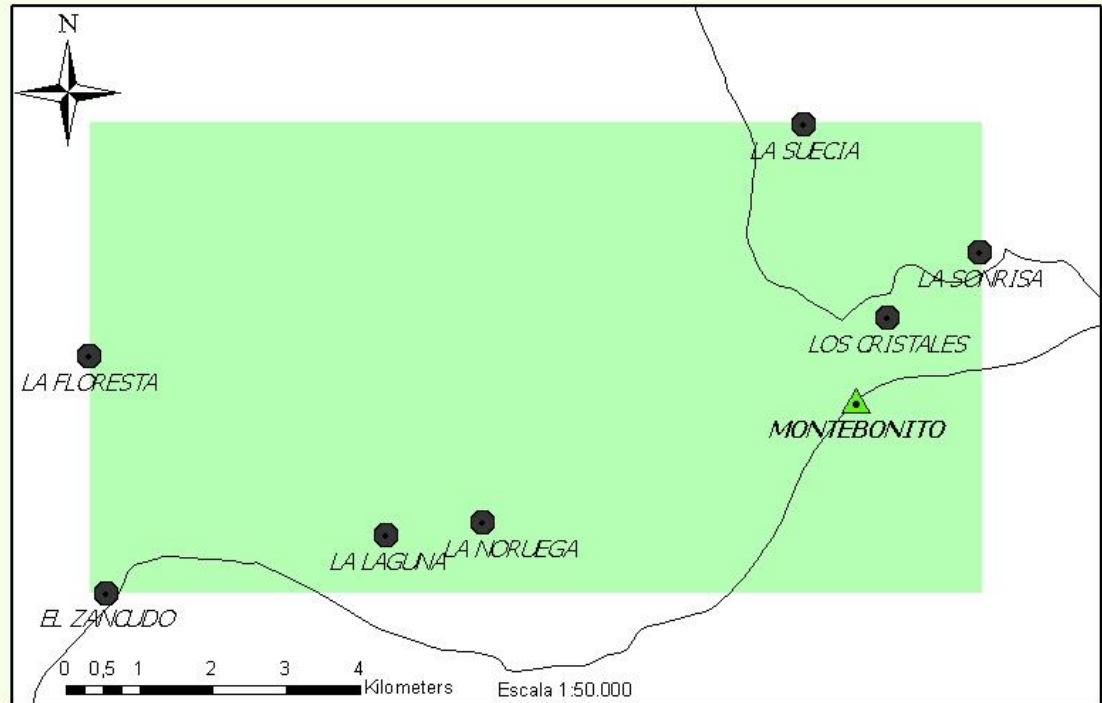 N
LA SUECIA
LA SONRISA
LOS CRISTALES
LA FLORESTA
MONTEBONITO
LA NORUEGA
LA LAGUNA
EL ZANCUDO
0 0,5 1 2 3 4
Kilometers Escala 1:50.000